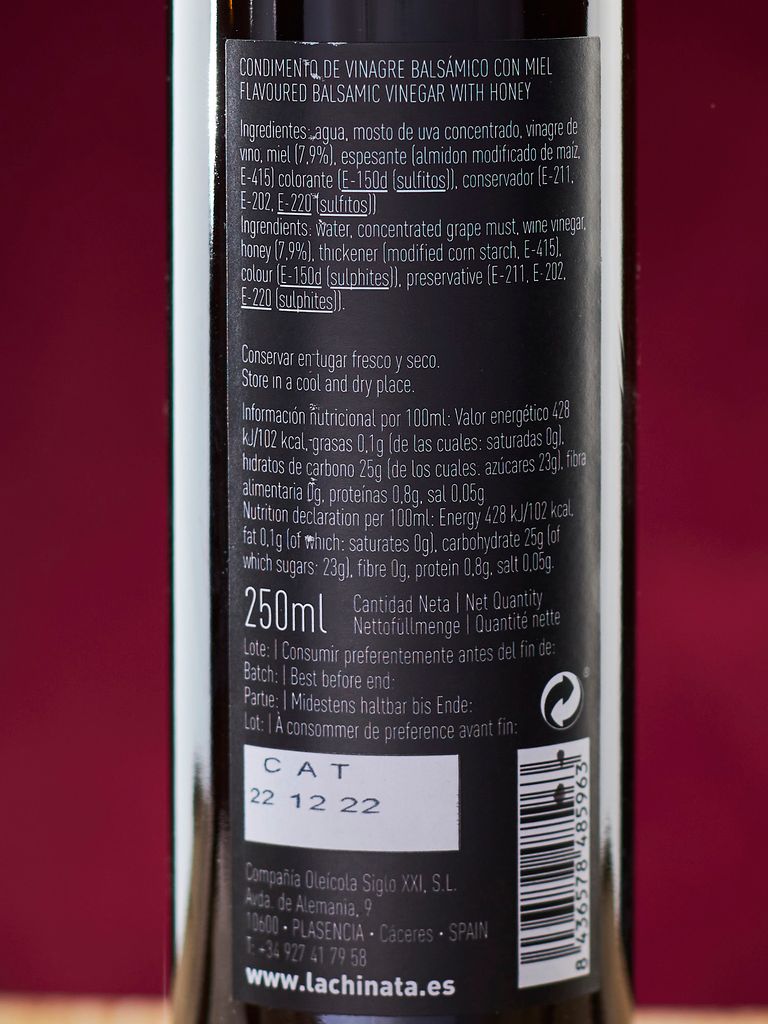 CONDIMENTO DE VINAGRE BALSÁMICO CON MIEL
FLAVOURED BALSAMIC VINEGAR WITH HONEY
Ingredientes: agua, mosto de uva concentrado, vinagre de
vino, miel (7,9%), espesante (almidon modificado de maiz,
E-415) colorante (E-150d (sulfitos)), conservador (E-211,
E-202, E-220 (sulfitos))
Ingredients: water, concentrated grape must, wine vinegar,
honey (7,9%), thickener (modified corn starch, E-415),
colour (E-150d (sulphites)), preservative (E-211, E-202,
E-220 (sulphites)).
Conservar en lugar fresco y seco.
Store in a cool and dry place.
Información nutricional por 100ml: Valor energético 428
kJ/102 kcal, grasas 0,1g (de las cuales: saturadas 0g),
hidratos de carbono 25g (de los cuales. azúcares 23g), fibra
alimentaria 0g, proteínas 0,8g, sal 0,05g
Nutrition declaration per 100ml: Energy 428 kJ/102 kcal,
fat 0,1g (of which: saturates 0g), carbohydrate 25g (of
which sugars: 23g), fibre 0g, protein 0,8g, salt 0,05g.
250ml Cantidad Neta | Net Quantity
Nettofüllmenge | Quantité nette
Lote: | Consumir preferentemente antes del fin de:
Batch: | Best before end:
Partie: | Midestens haltbar bis Ende:
Lot: | À consommer de preference avant fin:
CAT
22 12 22
8 436578 485963
Compañía Oleícola Siglo XXI, S.L.
Avda. de Alemania, 9
10600 • PLASENCIA • Cáceres • SPAIN
T: +34 927 41 79 58
www.lachinata.es